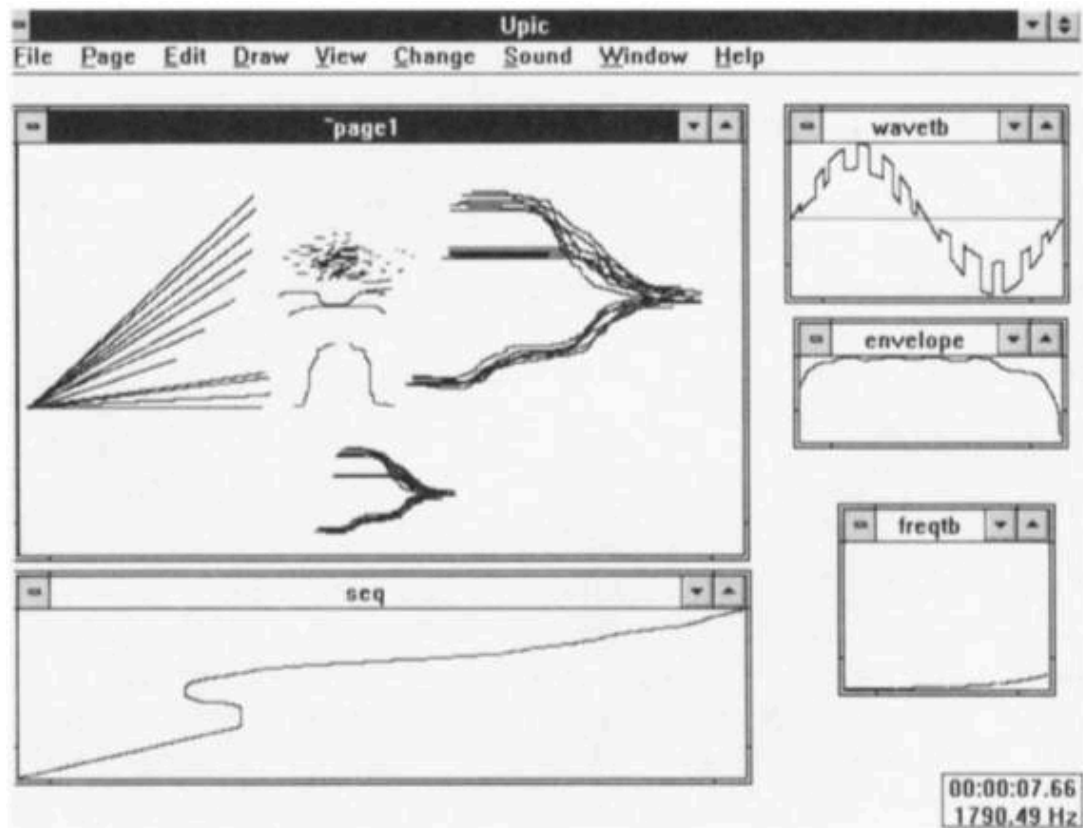 Upic
File Page Edit Draw View Change Sound Window Help
~page1
wavetb
envelope
freqtb
seq
00:00:07.66
1790,49 Hz